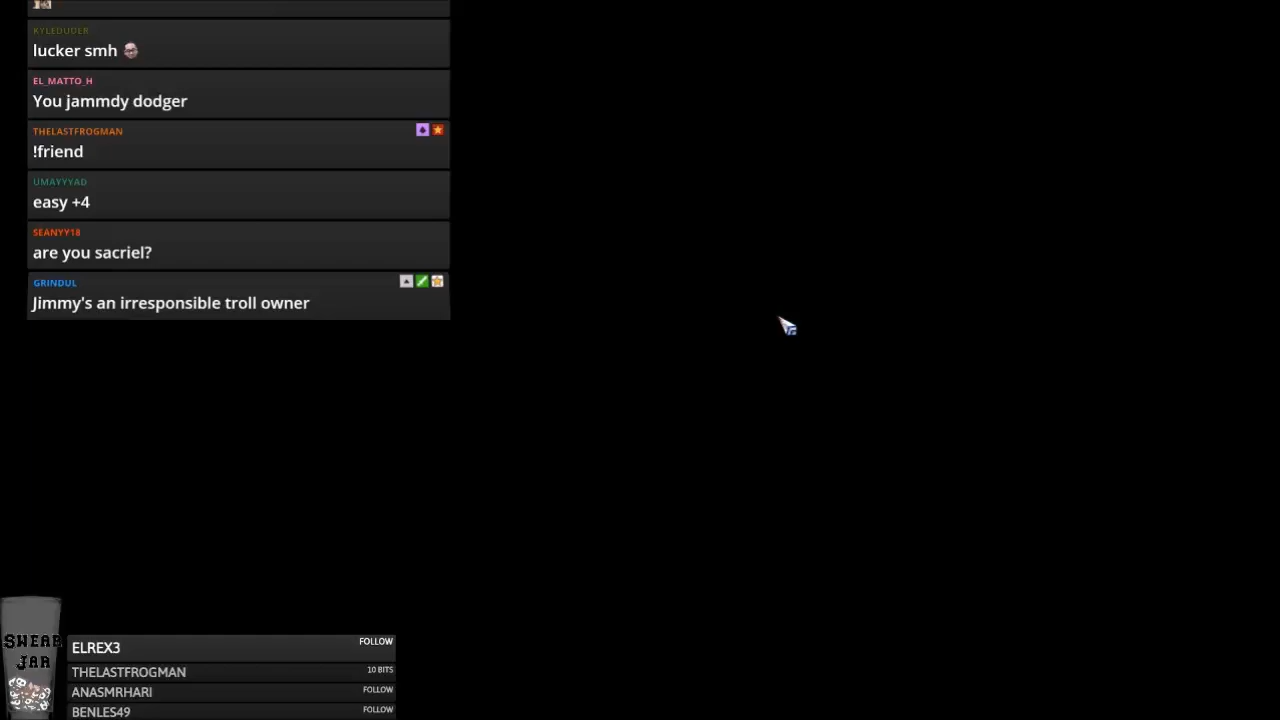 KYLEDUDER
lucker smh
EL_MATTO_H
You jammdy dodger
THELASTFROGMAN
!friend
UMAYYYAD
easy +4
SEANYY18
are you sacriel?
GRINDUL
Jimmy's an irresponsible troll owner
SWEAR
JAR
ELREX3 FOLLOW
THELASTFROGMAN 10 BITS
ANASMRHARI FOLLOW
BENLES49 FOLLOW